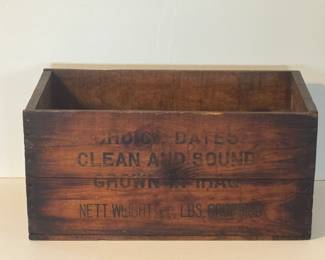 CHOICE DATES
CLEAN AND SOUND
GROWN IN IRAQ
NETT WEIGHT LBS.